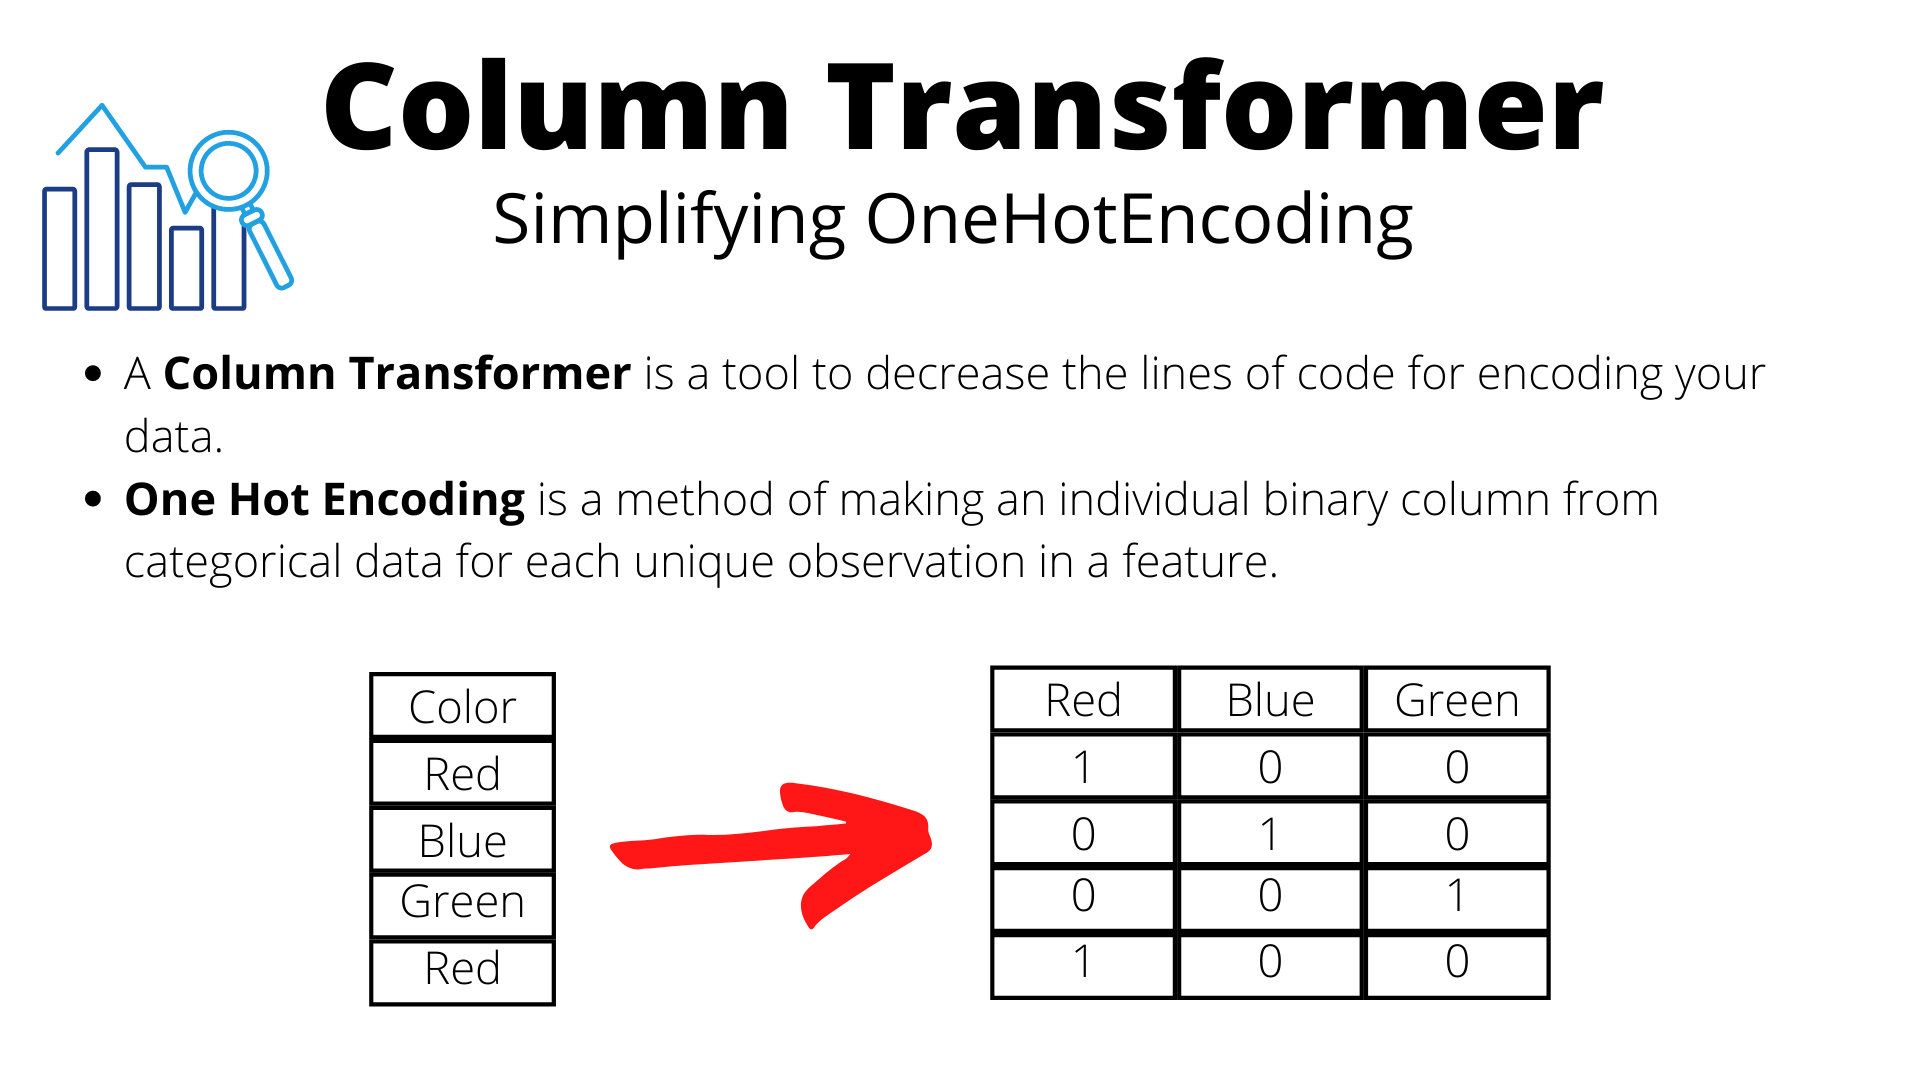 Column Transformer
Simplifying OneHotEncoding
• A Column Transformer is a tool to decrease the lines of code for encoding your
data.
• One Hot Encoding is a method of making an individual binary column from
categorical data for each unique observation in a feature.
Color
Red
Blue
Green
Red
Red Blue Green
1 0 0
0 1 0
0 0 1
1 0 0